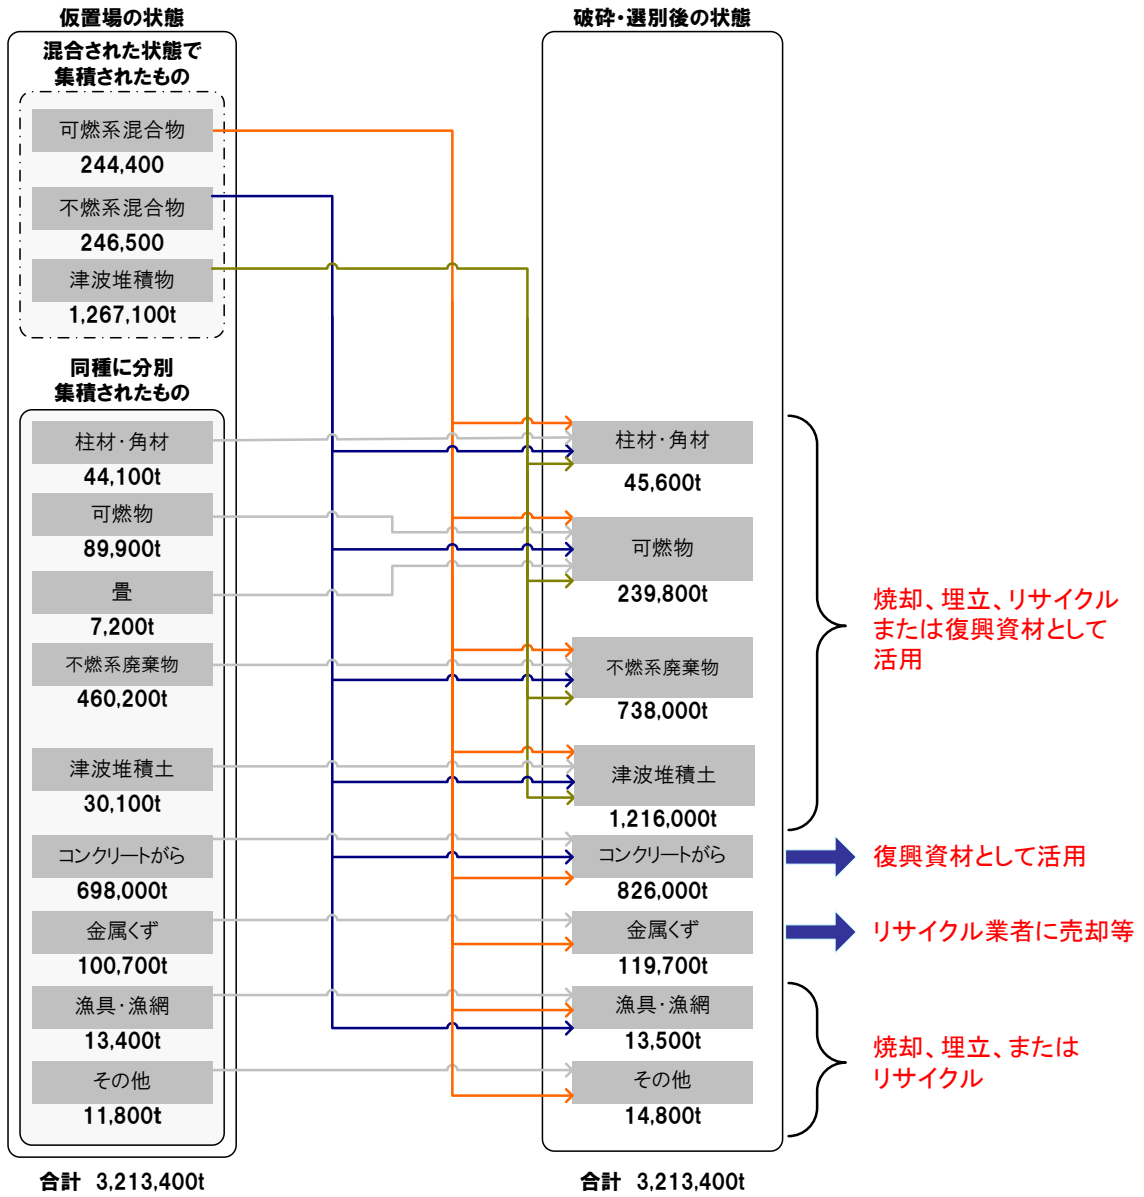 仮置場の状態
混合された状態で
集積されたもの
可燃系混合物
244,400
不燃系混合物
246,500
津波堆積物
1,267,100t
同種に分別
集積されたもの
柱材・角材
44,100t
可燃物
89,900t
畳
7,200t
不燃系廃棄物
460,200t
津波堆積土
30,100t
コンクリートがら
698,000t
金属くず
100,700t
漁具・漁網
13,400t
その他
11,800t
合計 3,213,400t
破砕・選別後の状態
柱材・角材
45,600t
可燃物
239,800t
不燃系廃棄物
738,000t
津波堆積土
1,216,000t
コンクリートがら
826,000t
金属くず
119,700t
漁具・漁網
13,500t
その他
14,800t
合計 3,213,400t
焼却、埋立、リサイクル
または復興資材として
活用
復興資材として活用
リサイクル業者に売却等
焼却、埋立、または
リサイクル